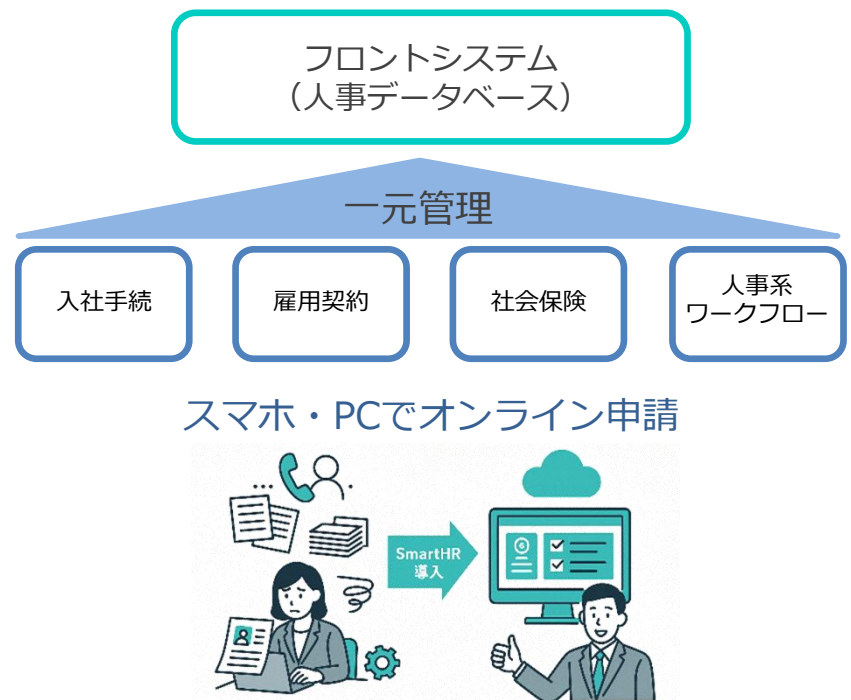 フロントシステム
（人事データベース）
一元管理
入社手続
雇用契約
社会保険
人事系
ワークフロー
スマホ・PCでオンライン申請
SmartHR
導入